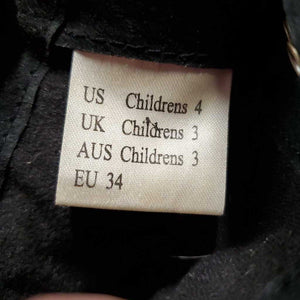 US Childrens 4
UK Childrens 3
AUS Childrens 3
EU 34